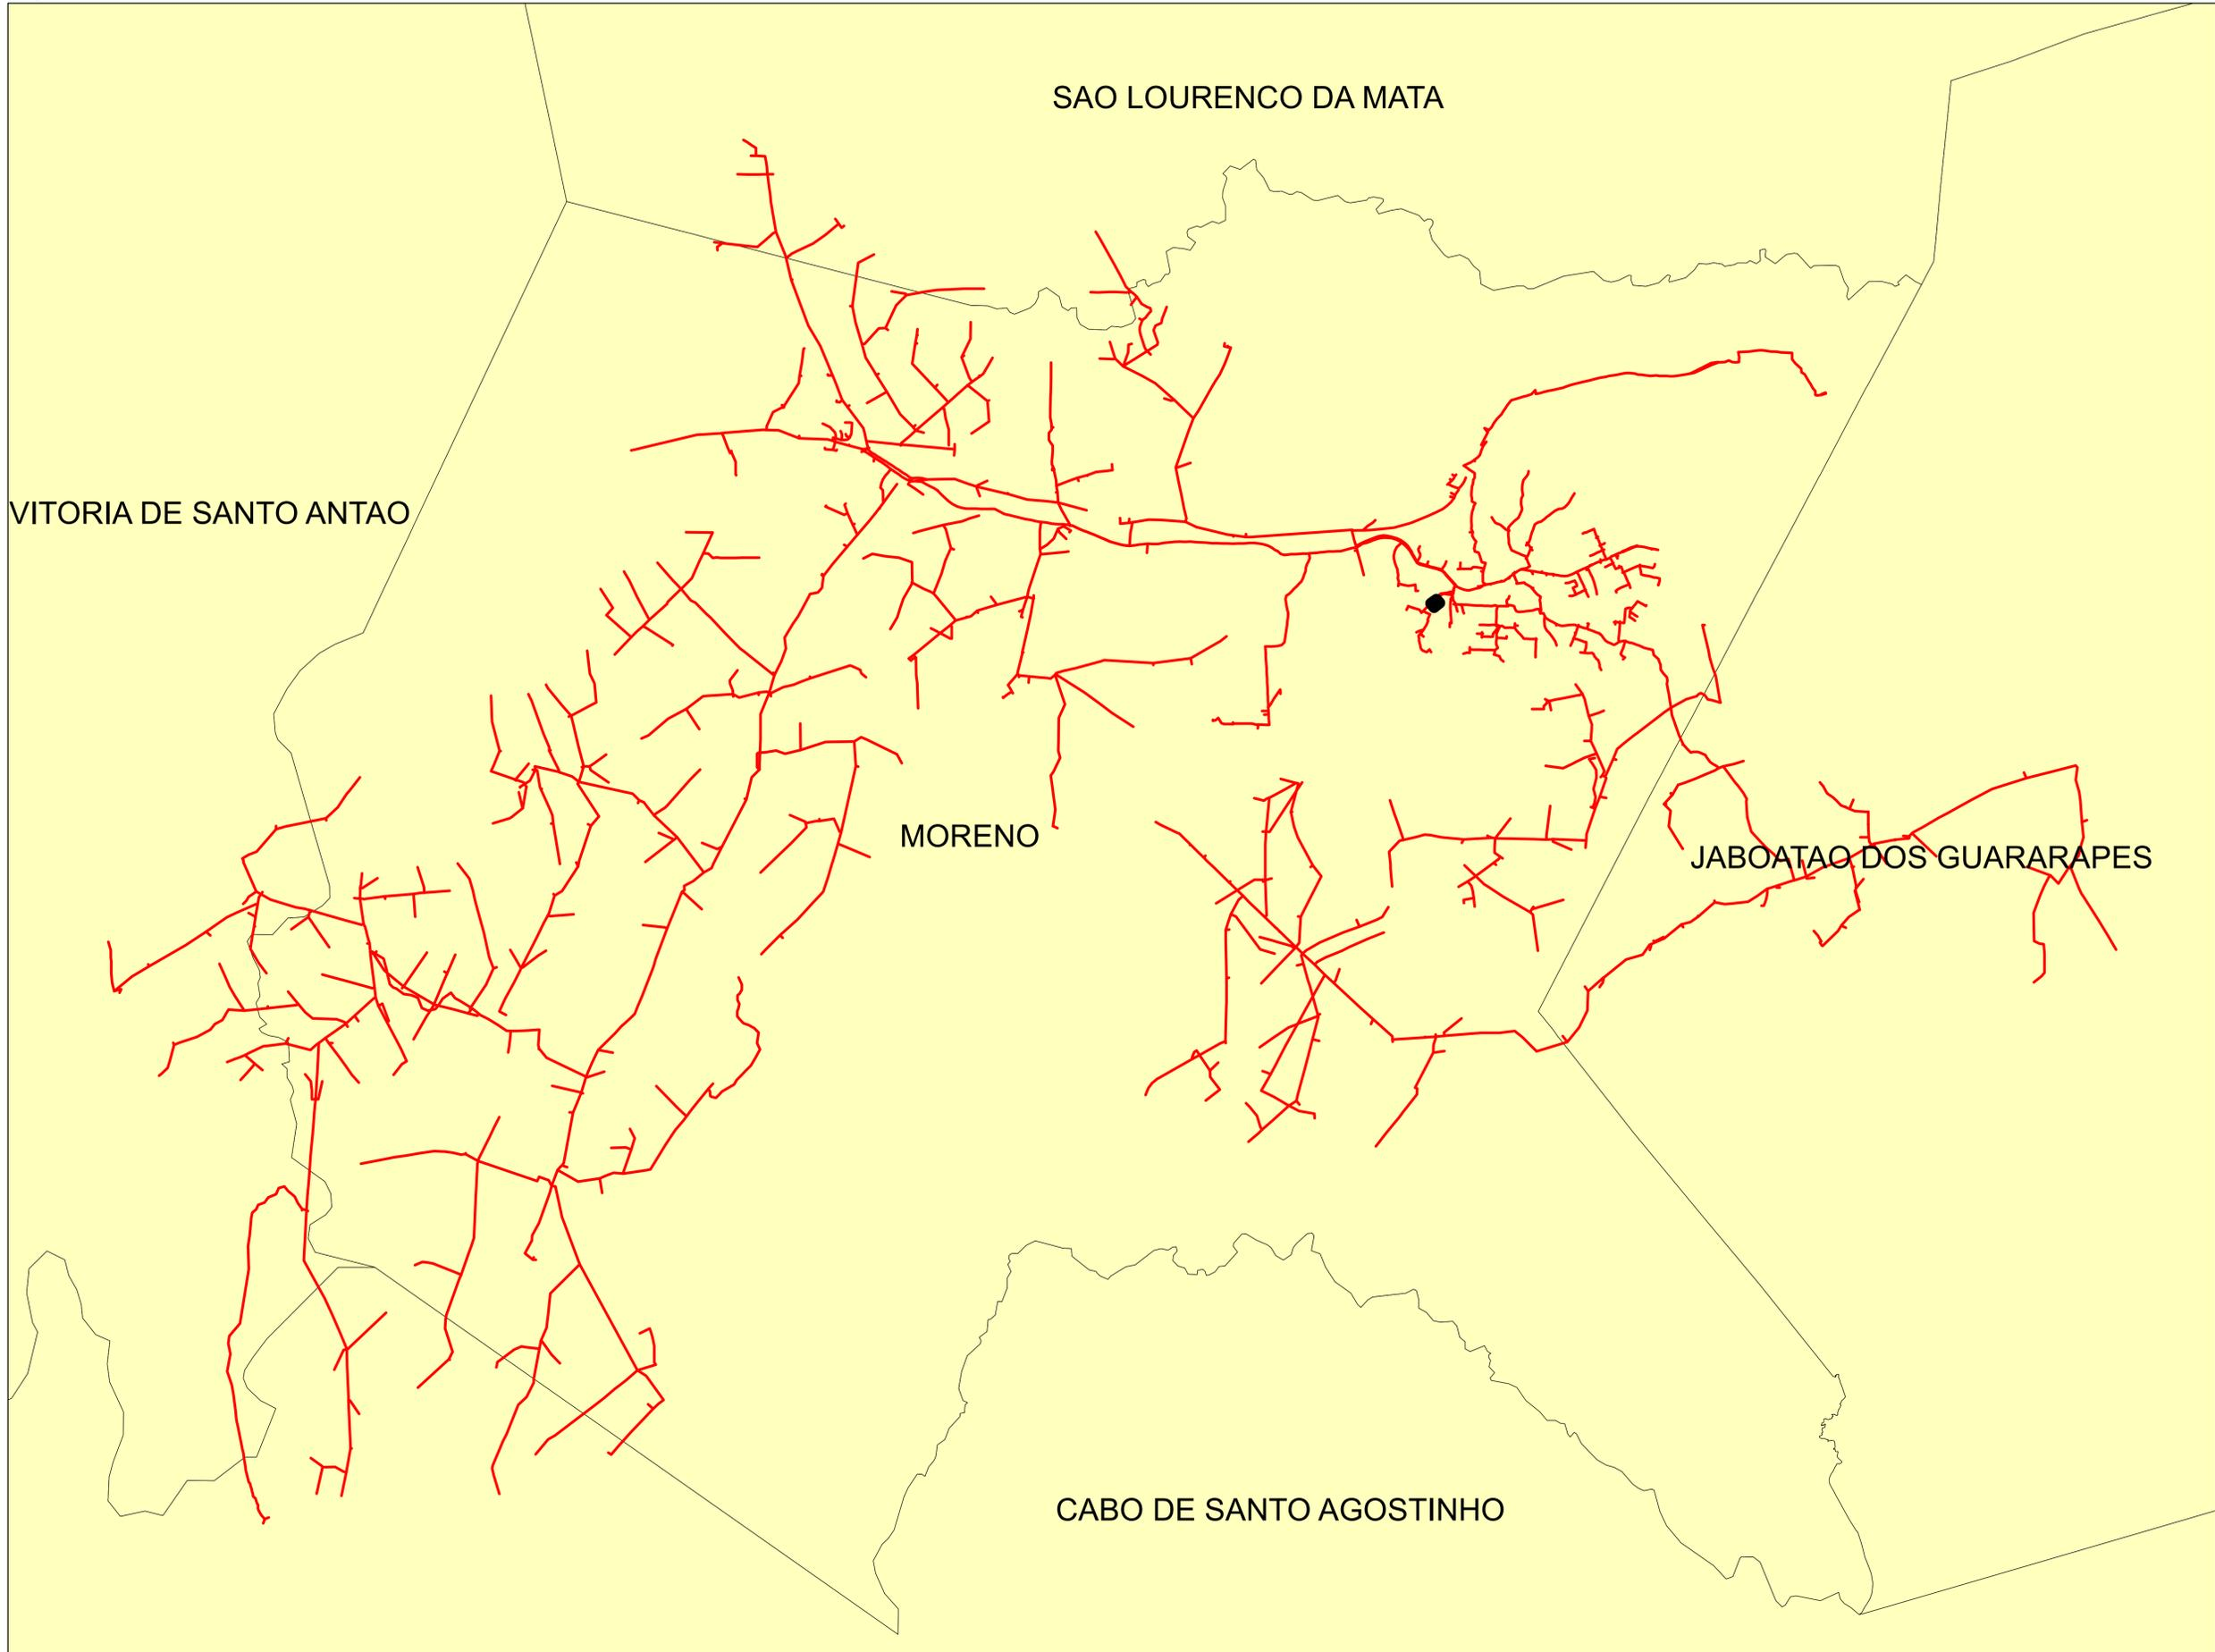 SAO LOURENCO DA MATA
VITORIA DE SANTO ANTAO
MORENO
JABOATAO DOS GUARARAPES
CABO DE SANTO AGOSTINHO